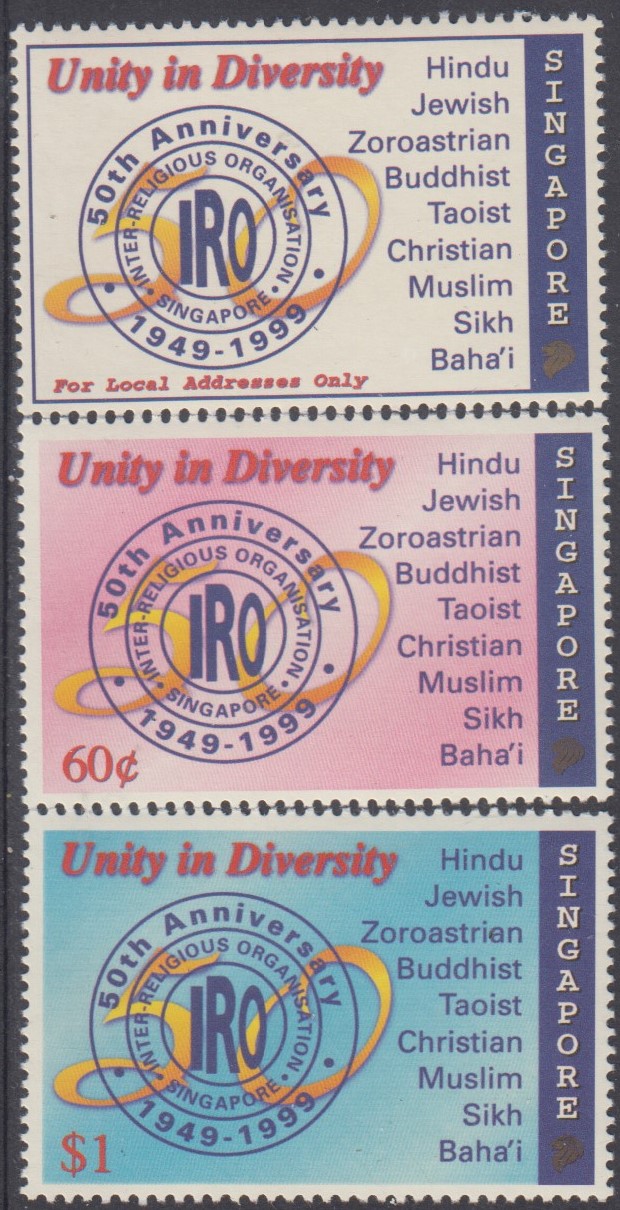 Unity in Diversity
Hindu
Jewish
Zoroastrian
Buddhist
Taoist
Christian
Muslim
Sikh
Baha'i
50th Anniversary
INTER-RELIGIOUS ORGANISATION
IRO
• SINGAPORE •
• 1949-1999 •
50
For Local Addresses Only
SINGAPORE
Unity in Diversity
Hindu
Jewish
Zoroastrian
Buddhist
Taoist
Christian
Muslim
Sikh
Baha'i
50th Anniversary
INTER-RELIGIOUS ORGANISATION
IRO
• SINGAPORE •
• 1949-1999 •
50
60¢
SINGAPORE
Unity in Diversity
Hindu
Jewish
Zoroastrian
Buddhist
Taoist
Christian
Muslim
Sikh
Baha'i
50th Anniversary
INTER-RELIGIOUS ORGANISATION
IRO
• SINGAPORE •
• 1949-1999 •
50
$1
SINGAPORE